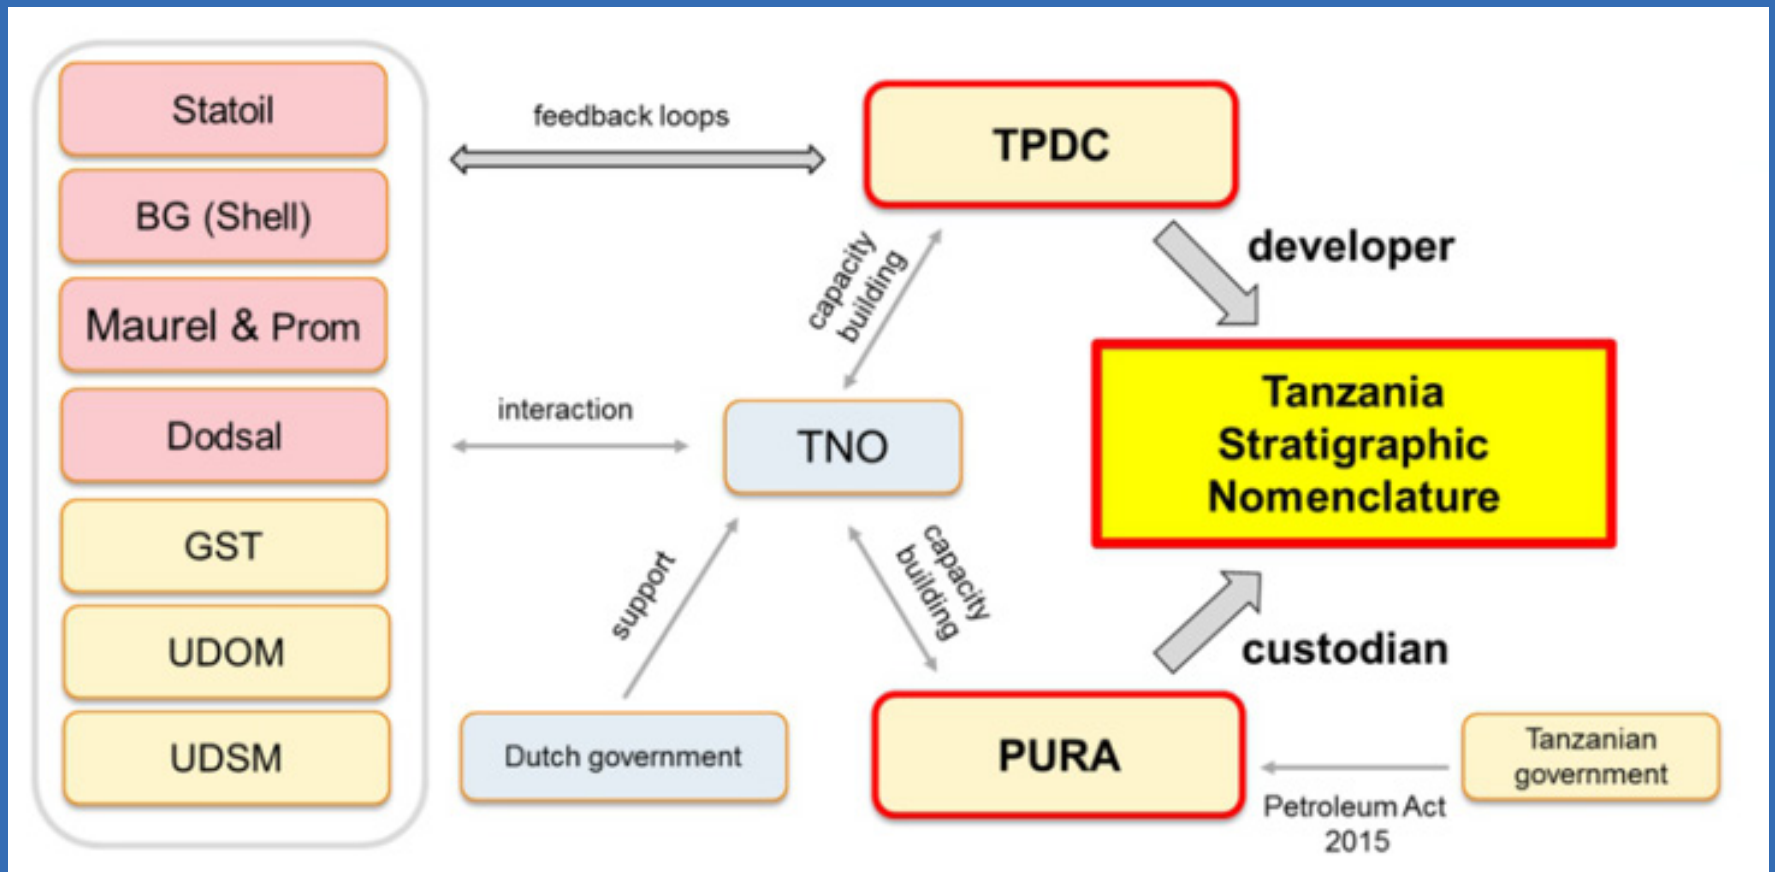 Statoil
BG (Shell)
Maurel & Prom
Dodsal
GST
UDOM
UDSM
feedback loops
TPDC
capacity
building
developer
interaction
TNO
Tanzania
Stratigraphic
Nomenclature
support
capacity
building
custodian
Dutch government
PURA
Petroleum Act
2015
Tanzanian
government